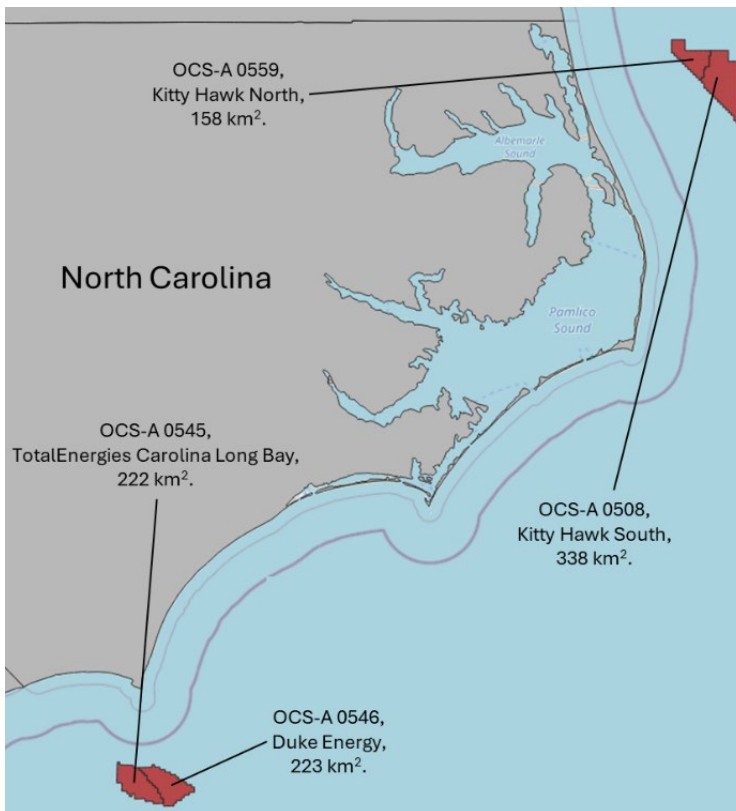 OCS-A 0559,
Kitty Hawk North,
158 km².
Albemarle
Sound
North Carolina
Pamlico
Sound
OCS-A 0545,
TotalEnergies Carolina Long Bay,
222 km².
OCS-A 0508,
Kitty Hawk South,
338 km².
OCS-A 0546,
Duke Energy,
223 km².